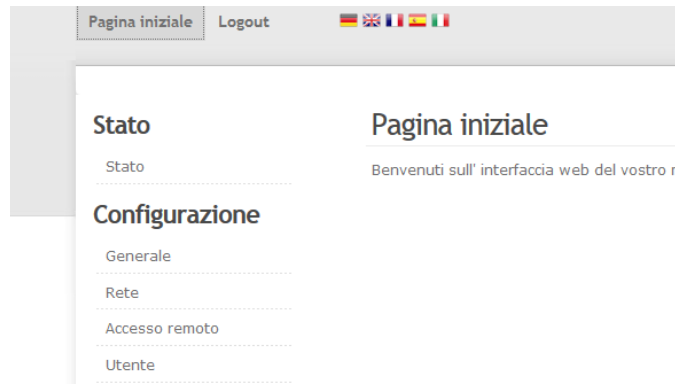 Pagina iniziale Logout
Stato
Pagina iniziale
Stato
Benvenuti sull' interfaccia web del vostro
Configurazione
Generale
Rete
Accesso remoto
Utente